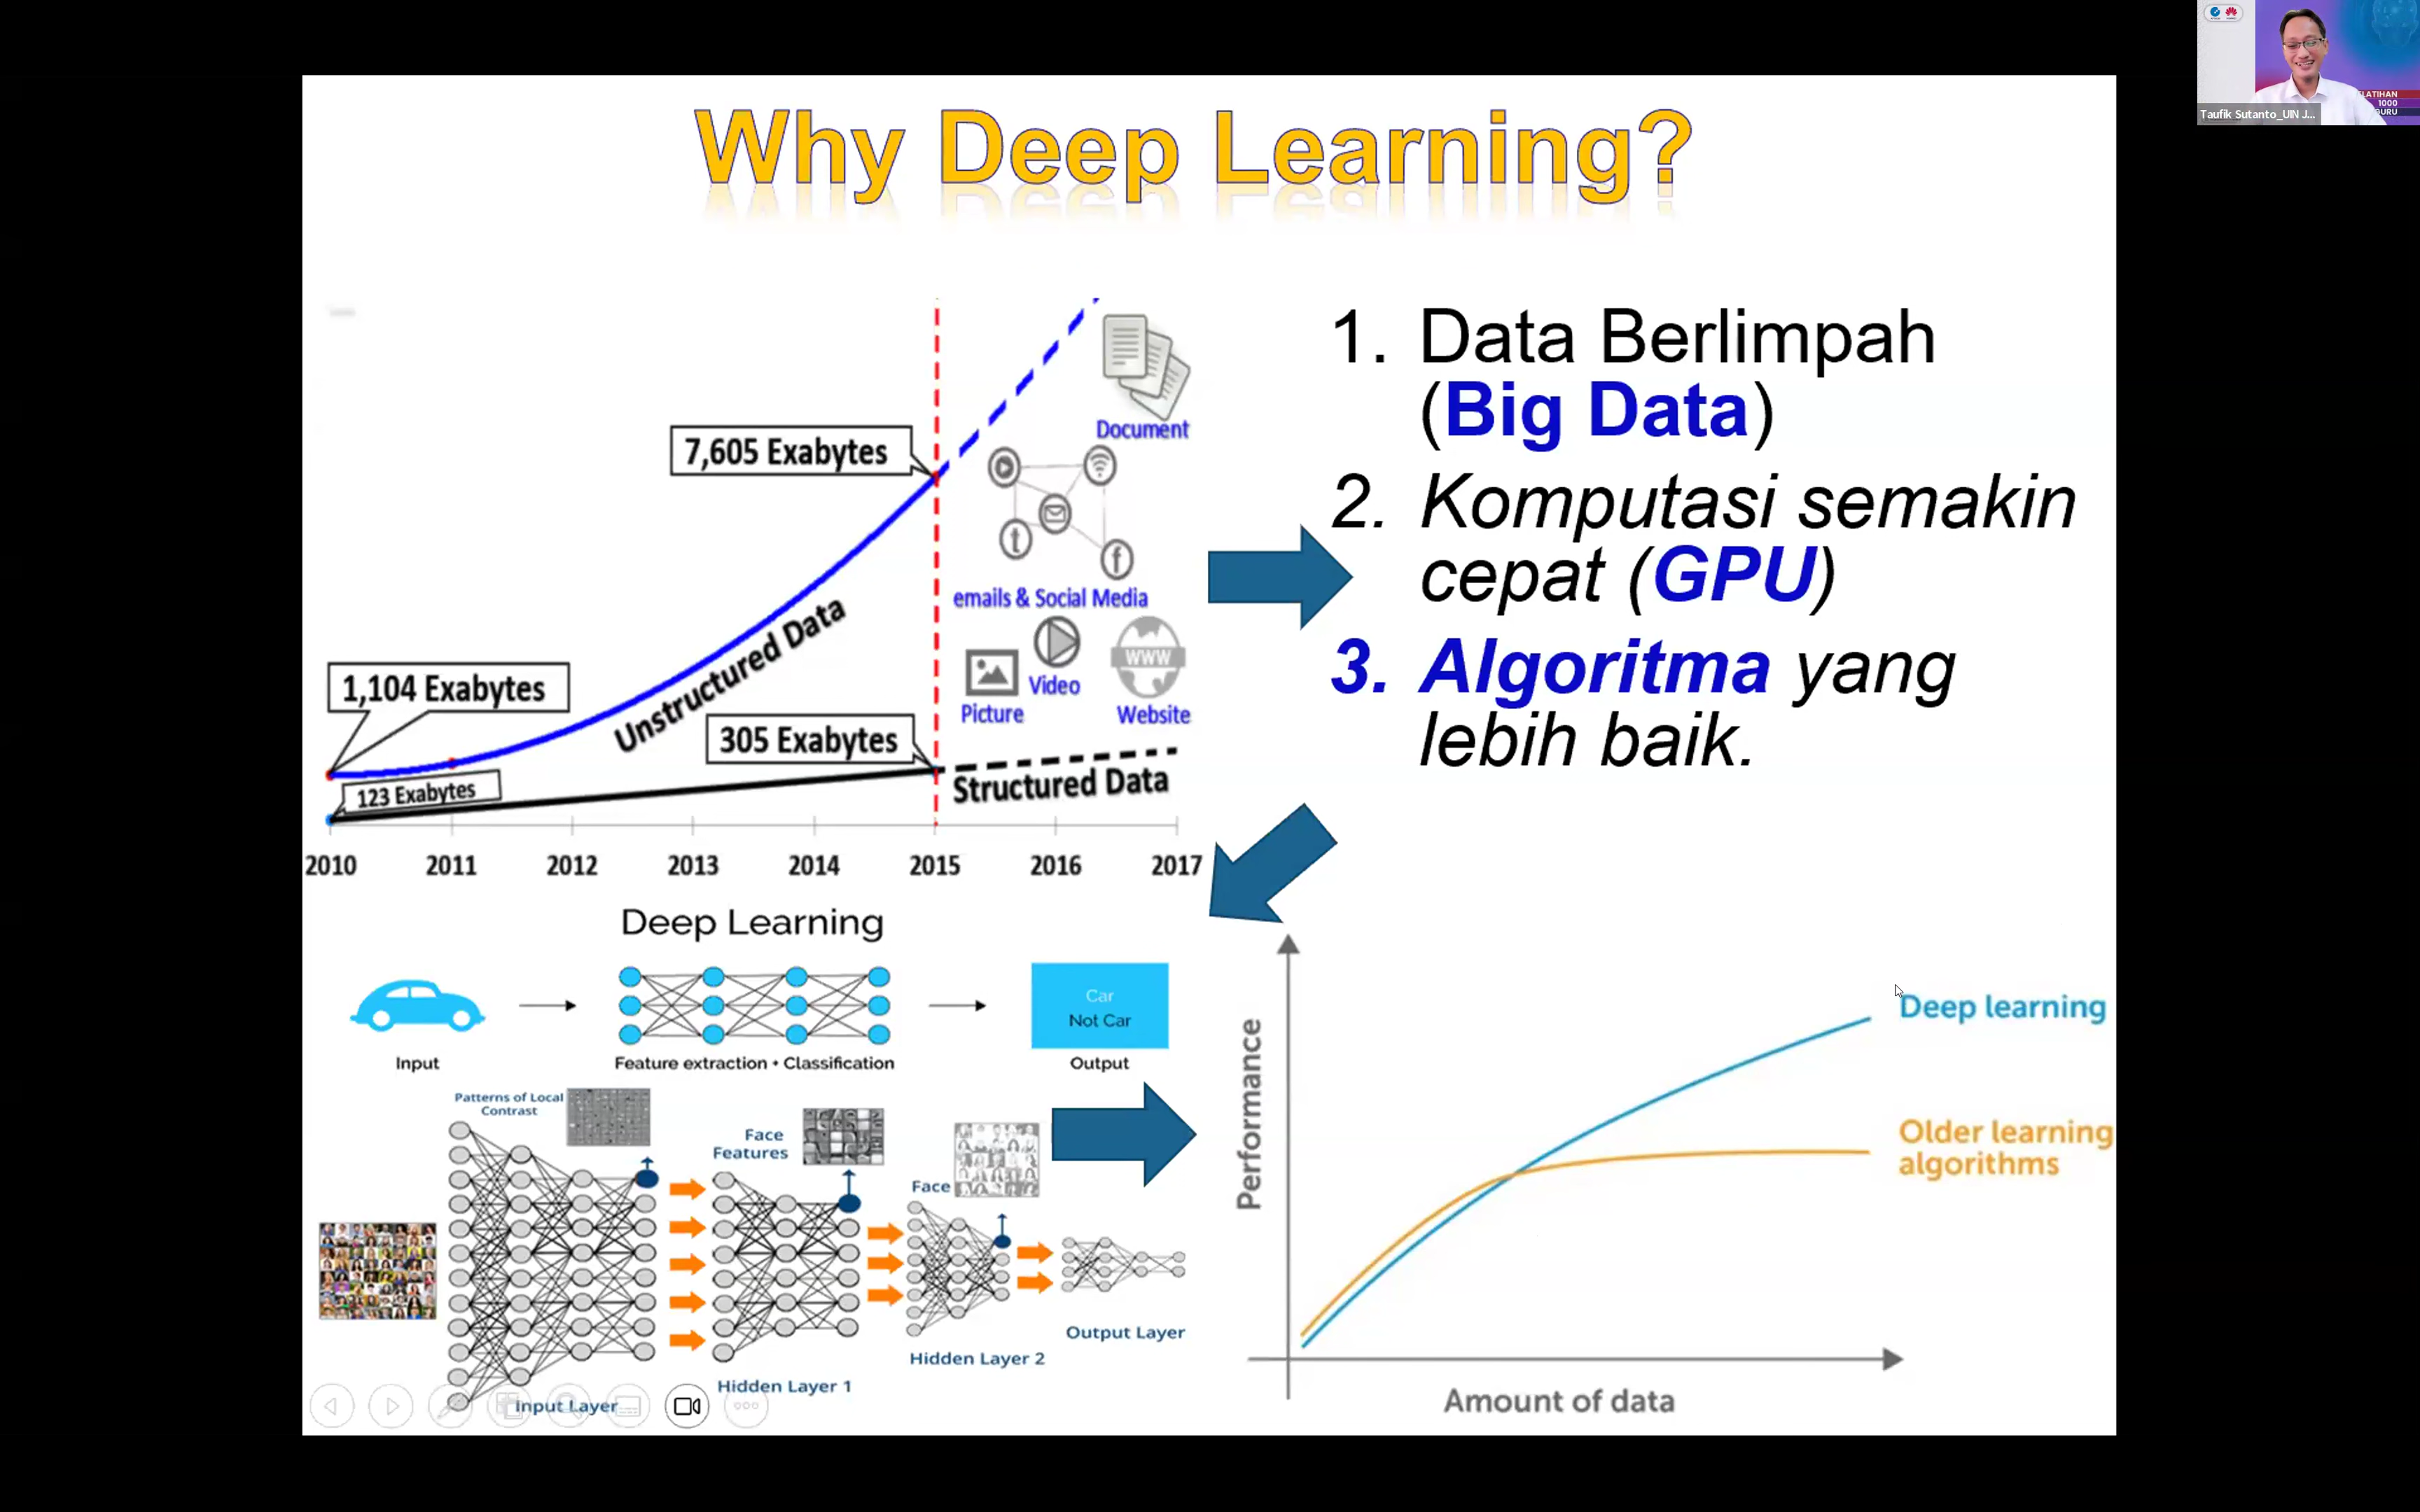 Why Deep Learning?
LATIHAN
1000
GURU
Taufik Sutanto_UIN J...
7,605 Exabytes
1,104 Exabytes
Unstructured Data
123 Exabytes
305 Exabytes
Structured Data
Document
emails & Social Media
Picture
Video
WWW
Website
2010 2011 2012 2013 2014 2015 2016 2017
1. Data Berlimpah
(Big Data)
2. Komputasi semakin
cepat (GPU)
3. Algoritma yang
lebih baik.
Deep Learning
Input
Feature extraction + Classification
Car
Not Car
Output
Patterns of Local
Contrast
Face
Features
Face
Input Layer
Hidden Layer 1
Hidden Layer 2
Output Layer
Performance
Deep learning
Older learning
algorithms
Amount of data